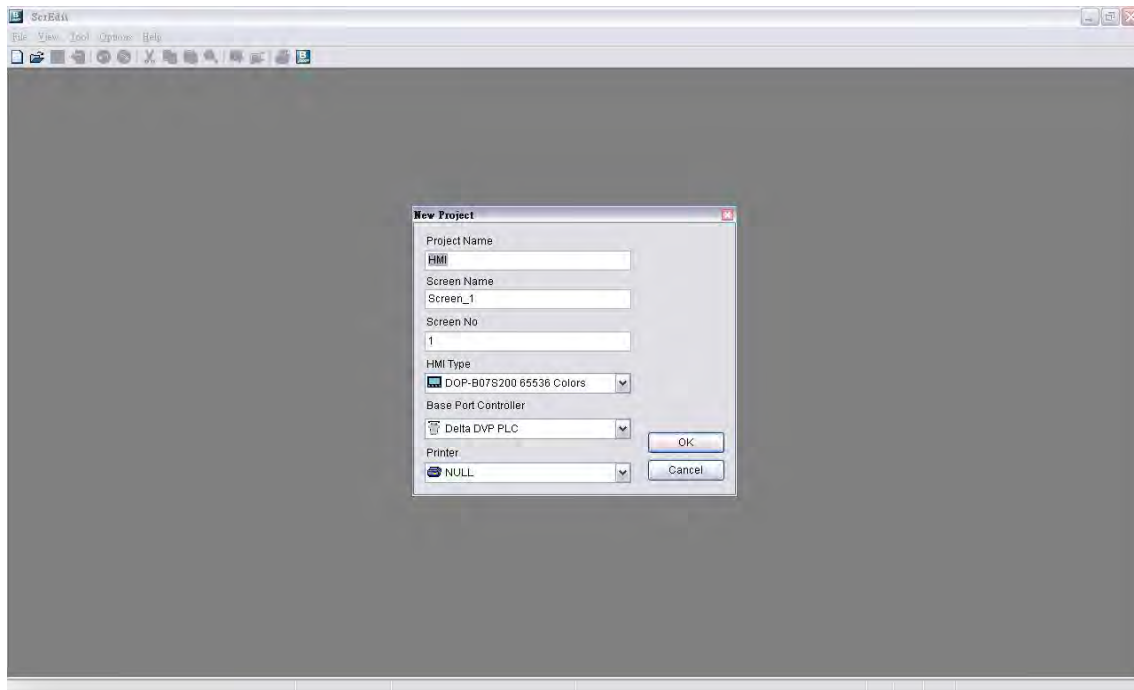 ScrEdit
File View Tool Options Help
New Project
Project Name
HMI
Screen Name
Screen_1
Screen No
1
HMI Type
DOP-B07S200 65536 Colors
Base Port Controller
Delta DVP PLC
OK
Printer
NULL
Cancel